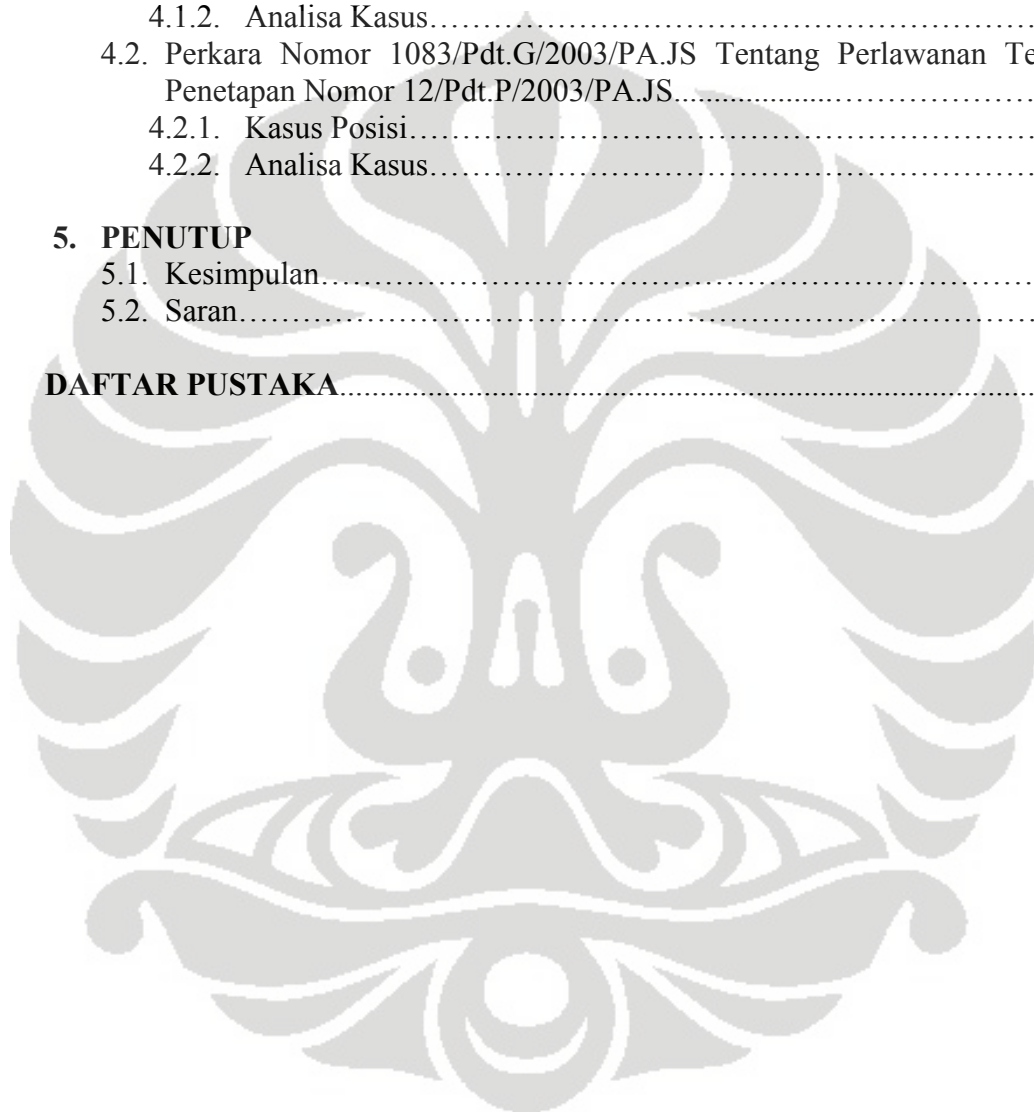 4.1.2. Analisa Kasus……………………………………………………
4.2. Perkara Nomor 1083/Pdt.G/2003/PA.JS Tentang Perlawanan
Penetapan Nomor 12/Pdt.P/2003/PA.JS......................……………………
4.2.1. Kasus Posisi……………………………………………………
4.2.2. Analisa Kasus……………………………………………………
5. PENUTUP
5.1. Kesimpulan……………………………………………………………
5.2. Saran……………………………………………………………………
DAFTAR PUSTAKA..........................................................................................